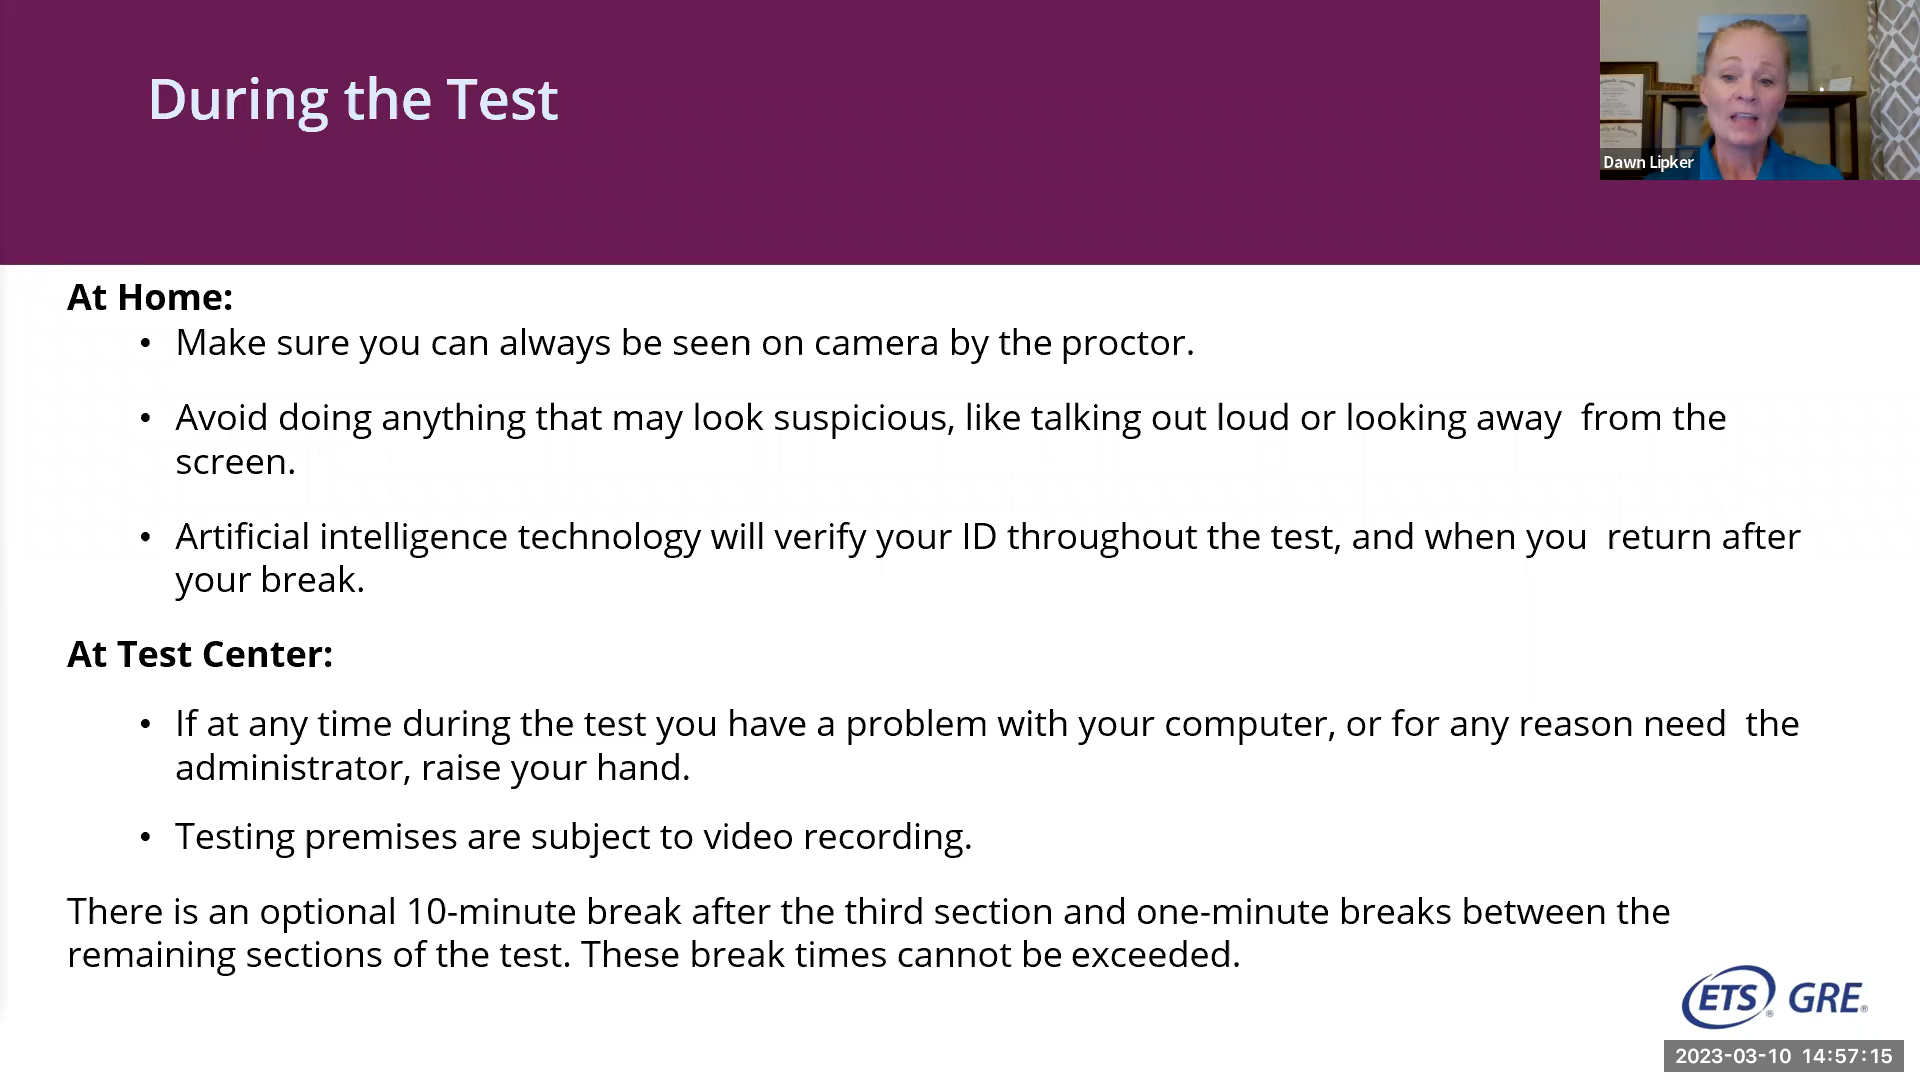 During the Test
Dawn Lipker
At Home:
• Make sure you can always be seen on camera by the proctor.
• Avoid doing anything that may look suspicious, like talking out loud or looking away from the
screen.
• Artificial intelligence technology will verify your ID throughout the test, and when you return after
your break.
At Test Center:
• If at any time during the test you have a problem with your computer, or for any reason need the
administrator, raise your hand.
• Testing premises are subject to video recording.
There is an optional 10-minute break after the third section and one-minute breaks between the
remaining sections of the test. These break times cannot be exceeded.
ETS® GRE®
2023-03-10 14:57:15